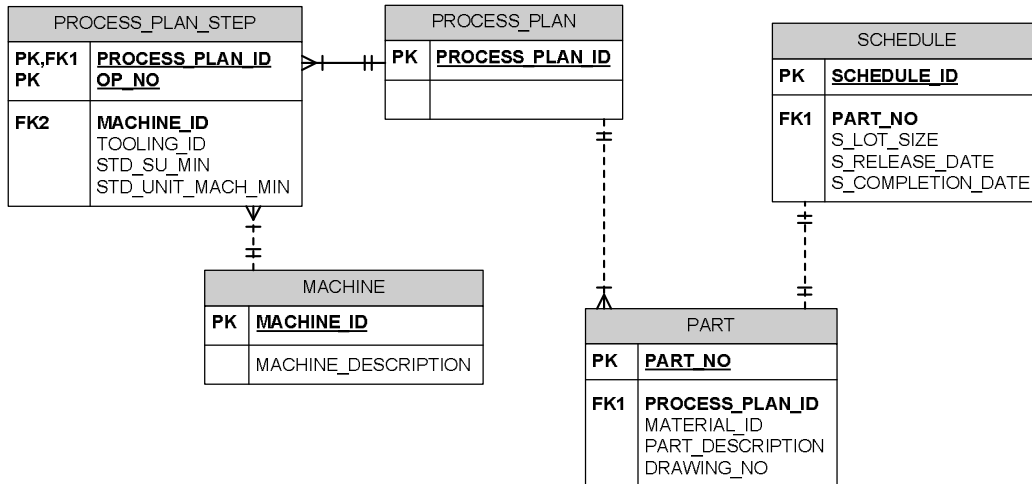 PROCESS_PLAN_STEP
PK,FK1 PROCESS_PLAN_ID
PK OP_NO
FK2 MACHINE_ID
TOOLING_ID
STD_SU_MIN
STD_UNIT_MACH_MIN
PROCESS_PLAN
PK PROCESS_PLAN_ID
SCHEDULE
PK SCHEDULE_ID
FK1 PART_NO
S_LOT_SIZE
S_RELEASE_DATE
S_COMPLETION_DATE
MACHINE
PK MACHINE_ID
MACHINE_DESCRIPTION
PART
PK PART_NO
FK1 PROCESS_PLAN_ID
MATERIAL_ID
PART_DESCRIPTION
DRAWING_NO